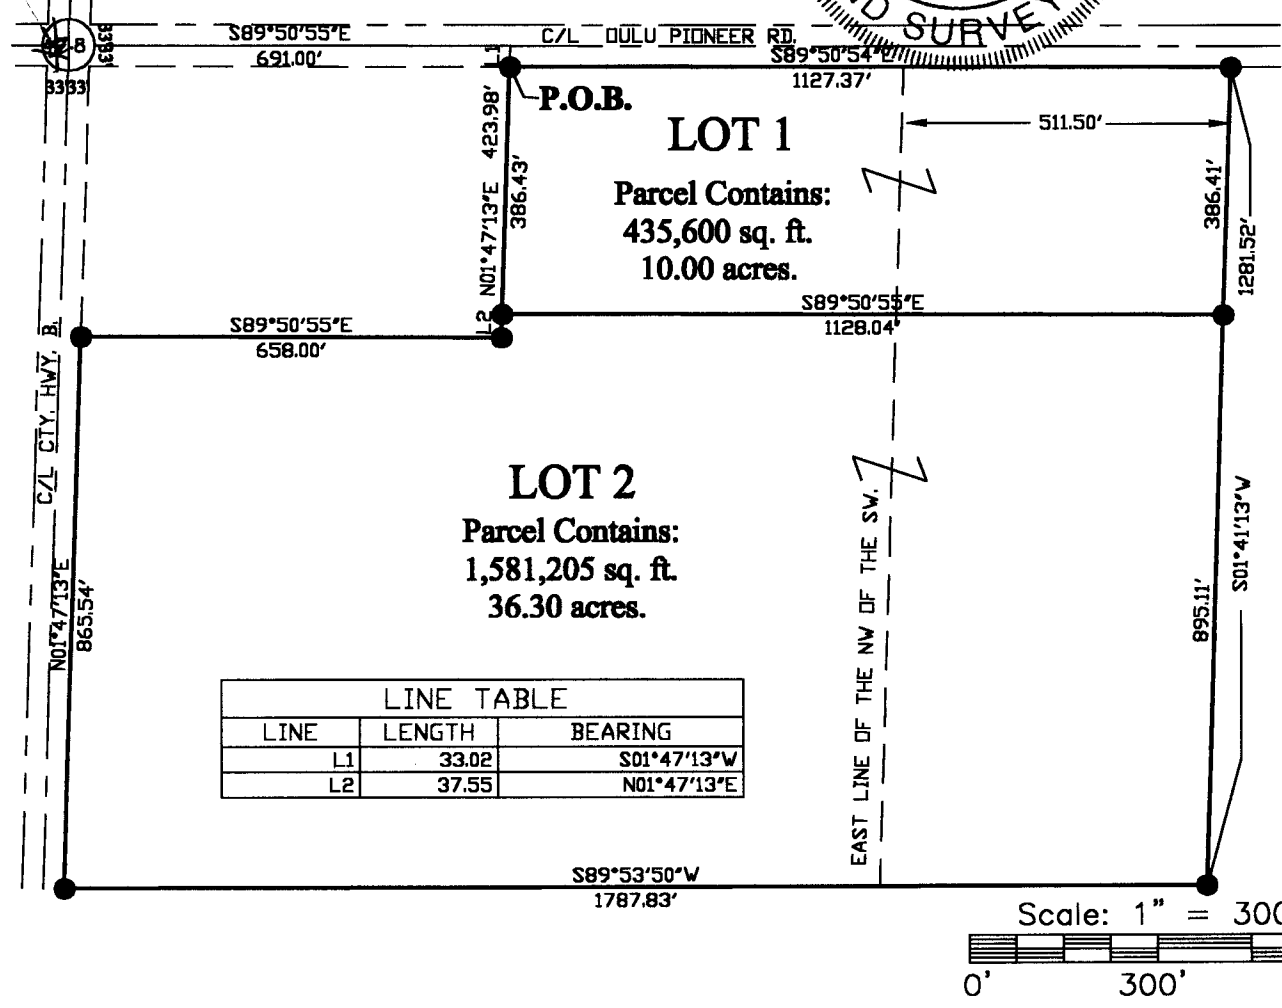 SURVEY
S89°50'55"E
691.00'
C/L OULU PIONEER RD.
S89°50'54"E
1127.37'
8
33'33'
33'33'
L1
P.O.B.
N01°47'13"E 423.98'
386.43'
LOT 1
Parcel Contains:
435,600 sq. ft.
10.00 acres.
511.50'
386.41'
1281.52'
S89°50'55"E
1128.04'
L2
S89°50'55"E
658.00'
C/L CTY. HWY. B.
N01°47'13"E
865.54'
LOT 2
Parcel Contains:
1,581,205 sq. ft.
36.30 acres.
EAST LINE OF THE NW OF THE SW.
895.11'
S01°41'13"W
LINE TABLE
LINE LENGTH BEARING
L1 33.02 S01°47'13"W
L2 37.55 N01°47'13"E
S89°53'50"W
1787.83'
Scale: 1" = 300
0' 300'